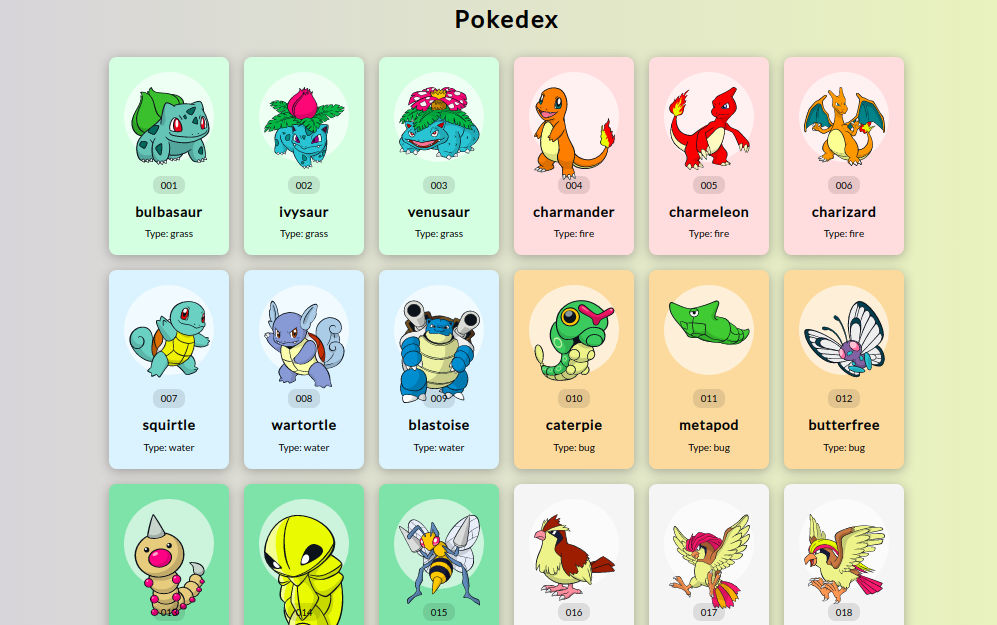 Pokedex
001 002 003 004 005 006
bulbasaur ivysaur venusaur charmander charmeleon charizard
Type: grass Type: grass Type: grass Type: fire Type: fire Type: fire
007 008 009 010 011 012
squirtle wartortle blastoise caterpie metapod butterfree
Type: water Type: water Type: water Type: bug Type: bug Type: bug
013 014 015 016 017 018